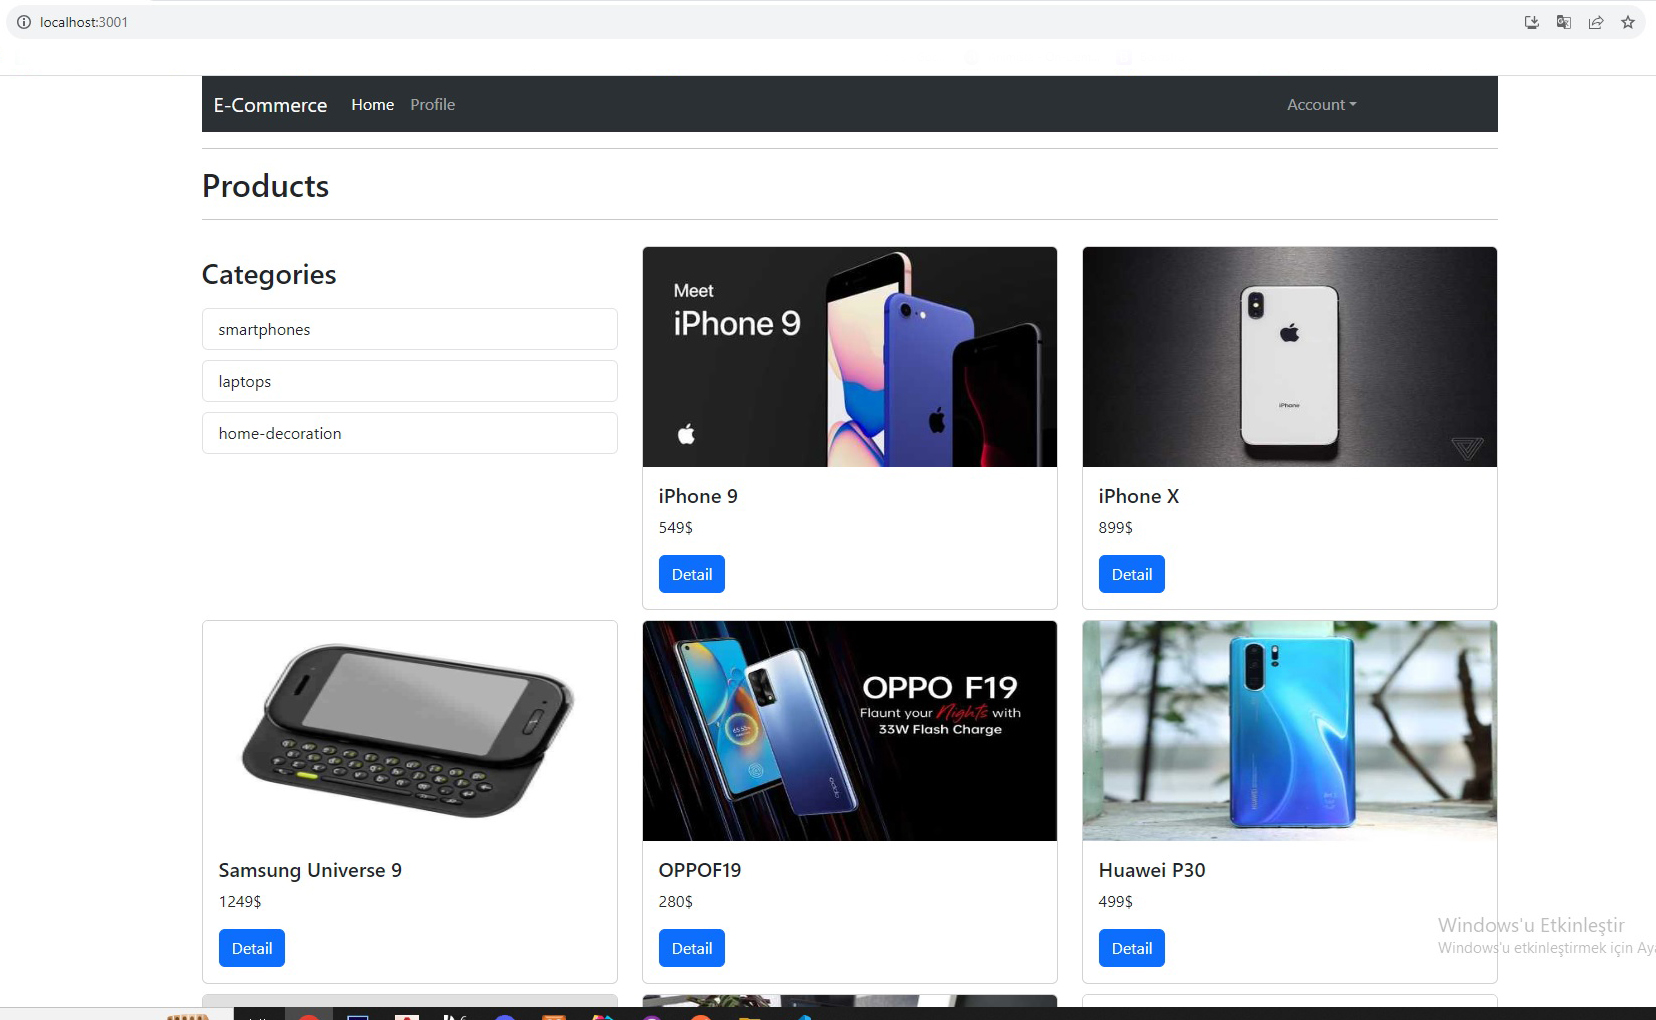 localhost:3001
E-Commerce Home Profile Account
Products
Categories
smartphones
laptops
home-decoration
Meet
iPhone 9
iPhone
iPhone 9
549$
Detail
iPhone X
899$
Detail
OPPO F19
Flaunt your Nights with
33W Flash Charge
oppo
HUAWEI
Samsung Universe 9
1249$
Detail
OPPOF19
280$
Detail
Huawei P30
499$
Detail
Windows'u Etkinleştir
Windows'u etkinleştirmek için Ay